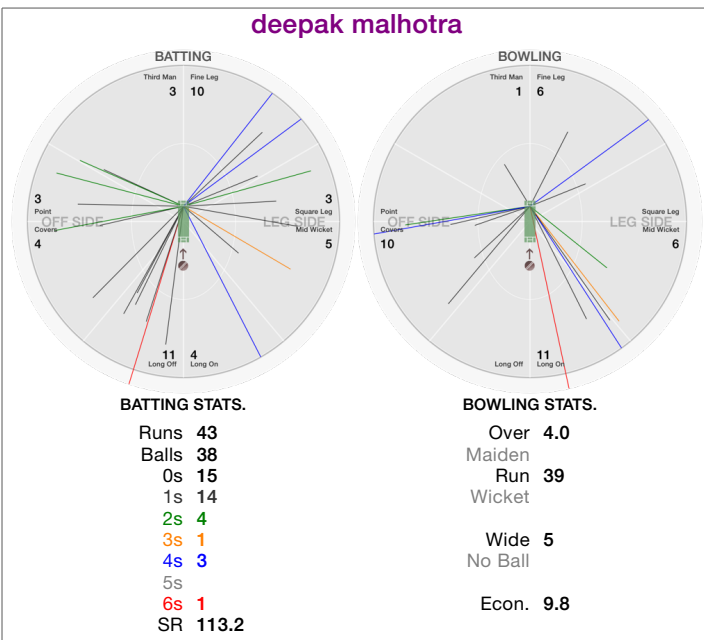 deepak malhotra
BATTING
Third Man Fine Leg
3 10
3 3
Point Square Leg
OFF SIDE LEG SIDE
Covers Mid Wicket
4 5
11 4
Long Off Long On
BOWLING
Third Man Fine Leg
1 6
Point Square Leg
OFF SIDE LEG SIDE
Covers Mid Wicket
10 6
11
Long Off Long On
BATTING STATS.
Runs 43
Balls 38
0s 15
1s 14
2s 4
3s 1
4s 3
5s
6s 1
SR 113.2
BOWLING STATS.
Over 4.0
Maiden
Run 39
Wicket
Wide 5
No Ball
Econ. 9.8